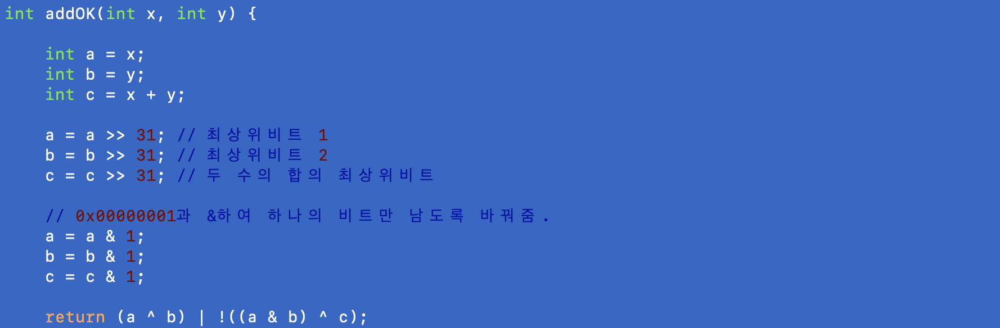 int addOK(int x, int y) {
int a = x;
int b = y;
int c = x + y;
a = a >> 31; // 최상위비트 1
b = b >> 31; // 최상위비트 2
c = c >> 31; // 두 수의 합의 최상위비트
// 0x00000001과 &하여 하나의 비트만 남도록 바꿔줌.
a = a & 1;
b = b & 1;
c = c & 1;
return (a ^ b) | !((a & b) ^ c);